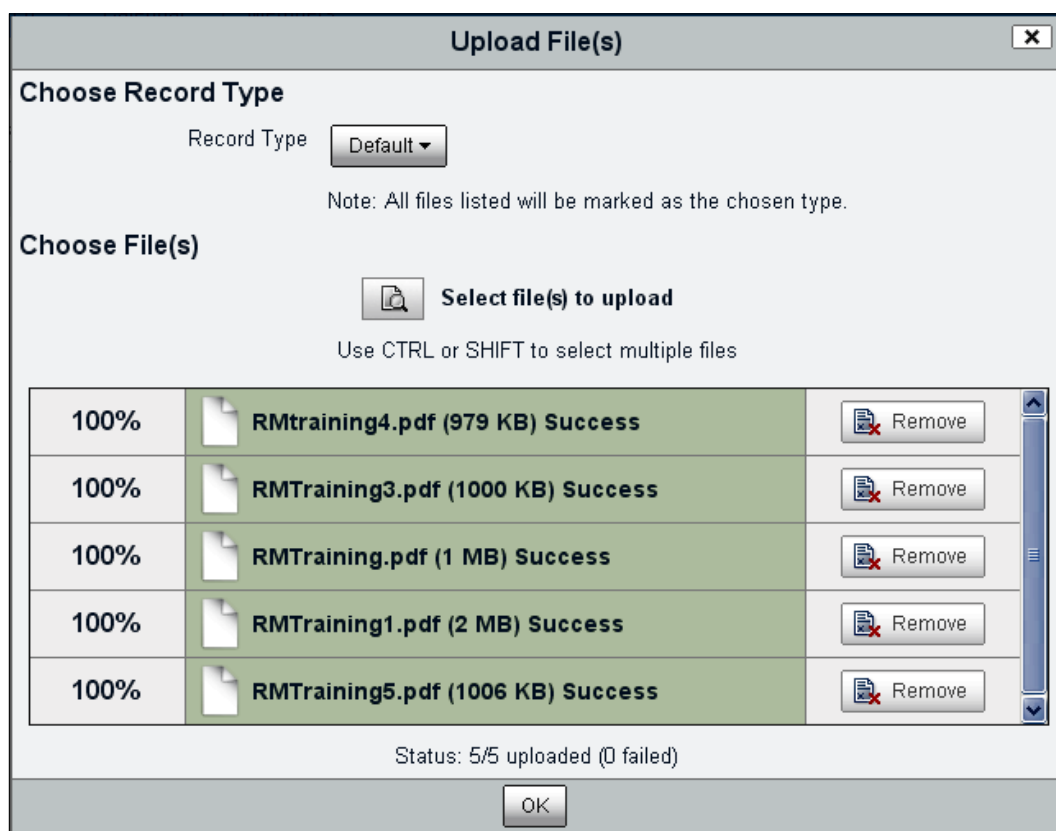 Upload File(s)
Choose Record Type
Record Type Default
Note: All files listed will be marked as the chosen type.
Choose File(s)
Select file(s) to upload
Use CTRL or SHIFT to select multiple files
100% RMtraining4.pdf (979 KB) Success Remove
100% RMTraining3.pdf (1000 KB) Success Remove
100% RMTraining.pdf (1 MB) Success Remove
100% RMTraining1.pdf (2 MB) Success Remove
100% RMTraining5.pdf (1006 KB) Success Remove
Status: 5/5 uploaded (0 failed)
OK